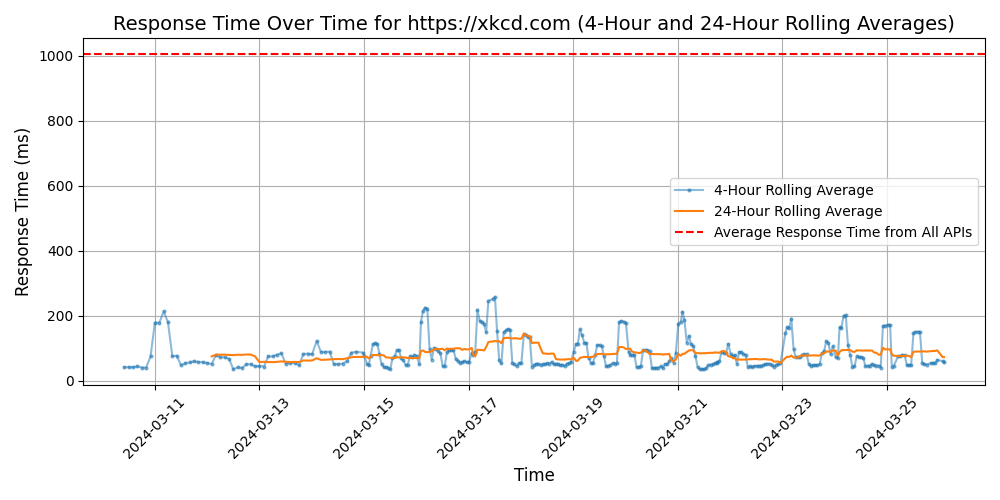 Response Time Over Time for https://xkcd.com (4-Hour and 24-Hour Rolling Averages)
Response Time (ms)
1000
800
600
400
200
0
4-Hour Rolling Average
24-Hour Rolling Average
Average Response Time from All APIs
2024-03-11
2024-03-13
2024-03-15
2024-03-17
2024-03-19
2024-03-21
2024-03-23
2024-03-25
Time